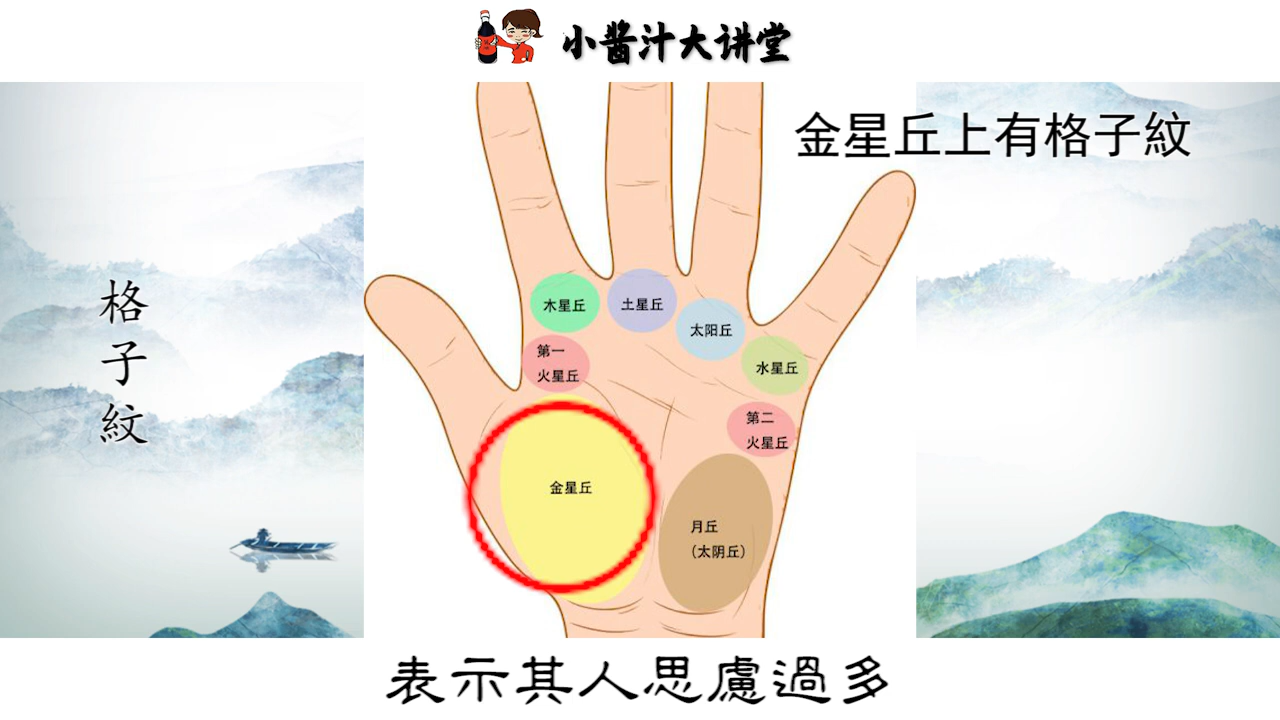 小酱汁大讲堂
金星丘上有格子紋
格子紋
木星丘
土星丘
太阳丘
水星丘
第一
火星丘
第二
火星丘
金星丘
月丘
（太阴丘）
表示其人思慮過多